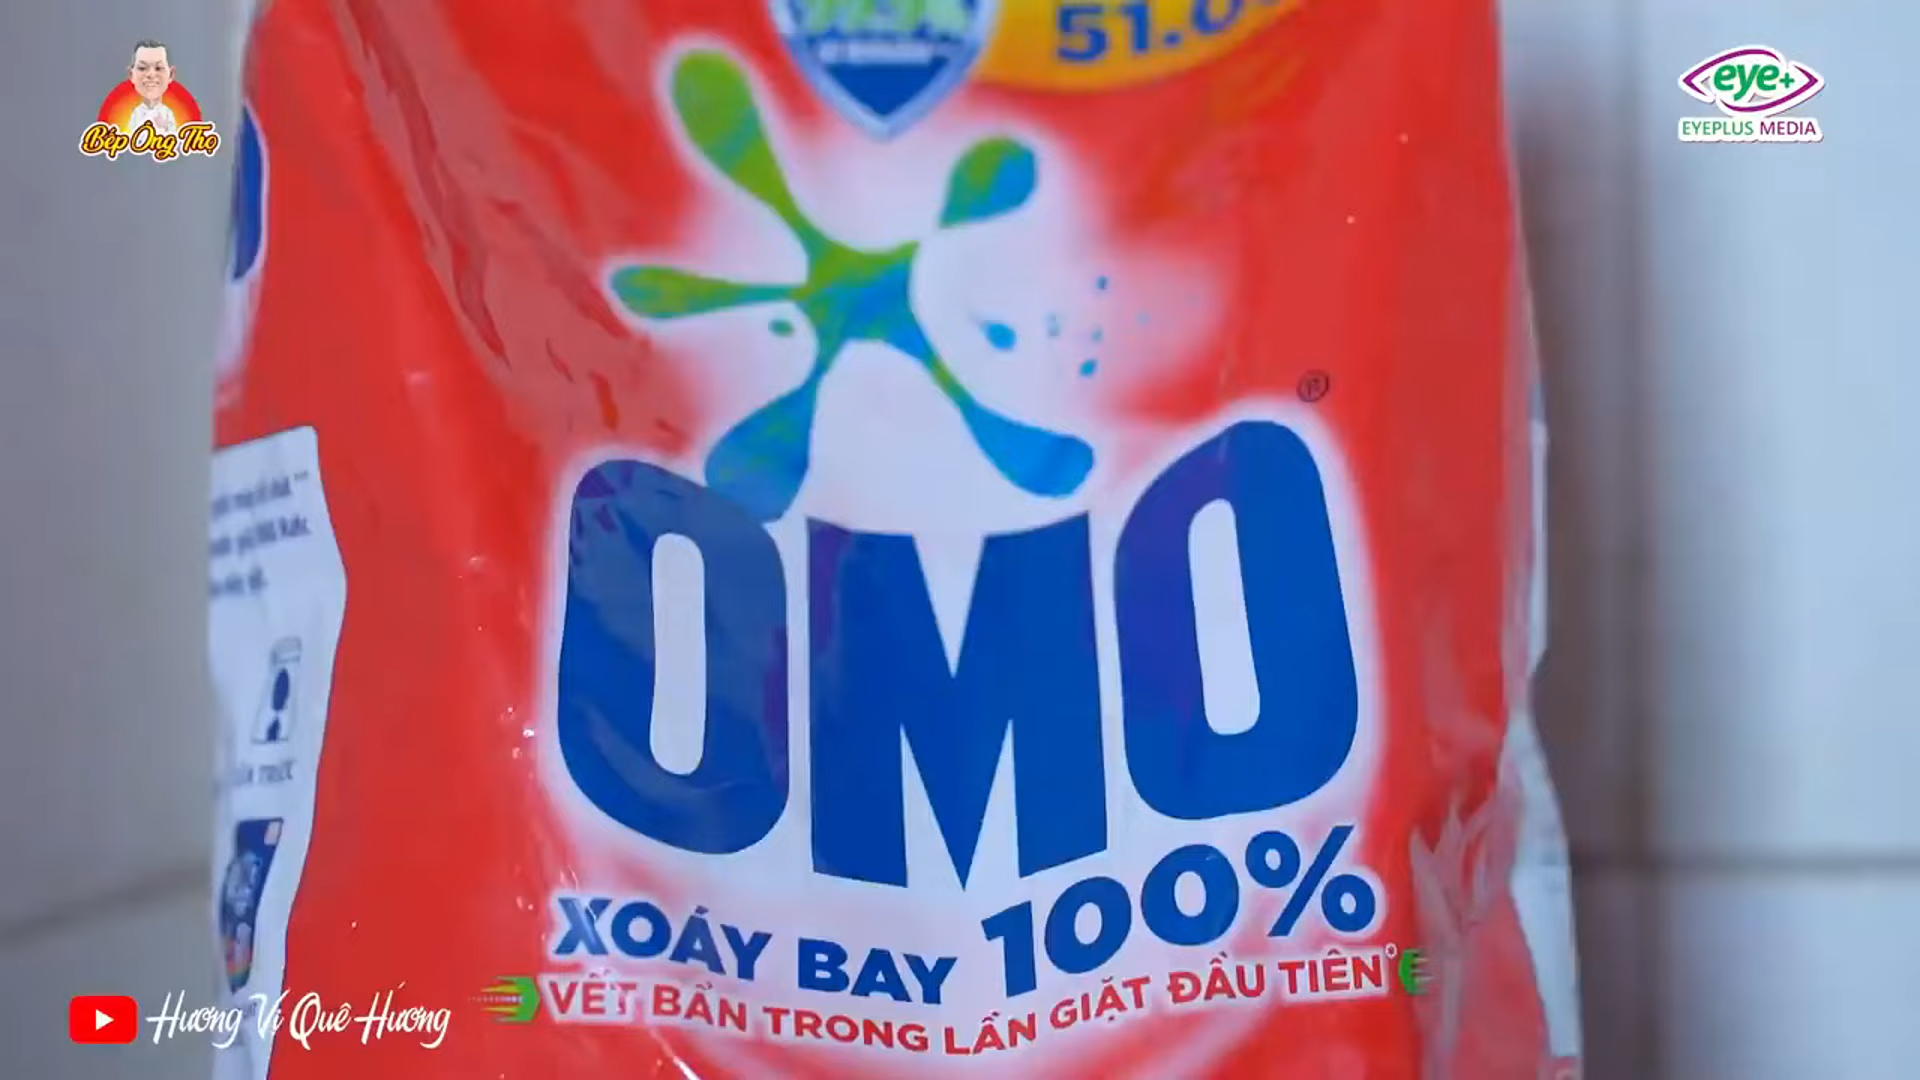 51.0
Bếp Ông Thọ
eye+
EYEPLUS MEDIA
®
OMO
XOÁY BAY 100%
VẾT BẨN TRONG LẦN GIẶT ĐẦU TIÊN
Hương Vị Quê Hương